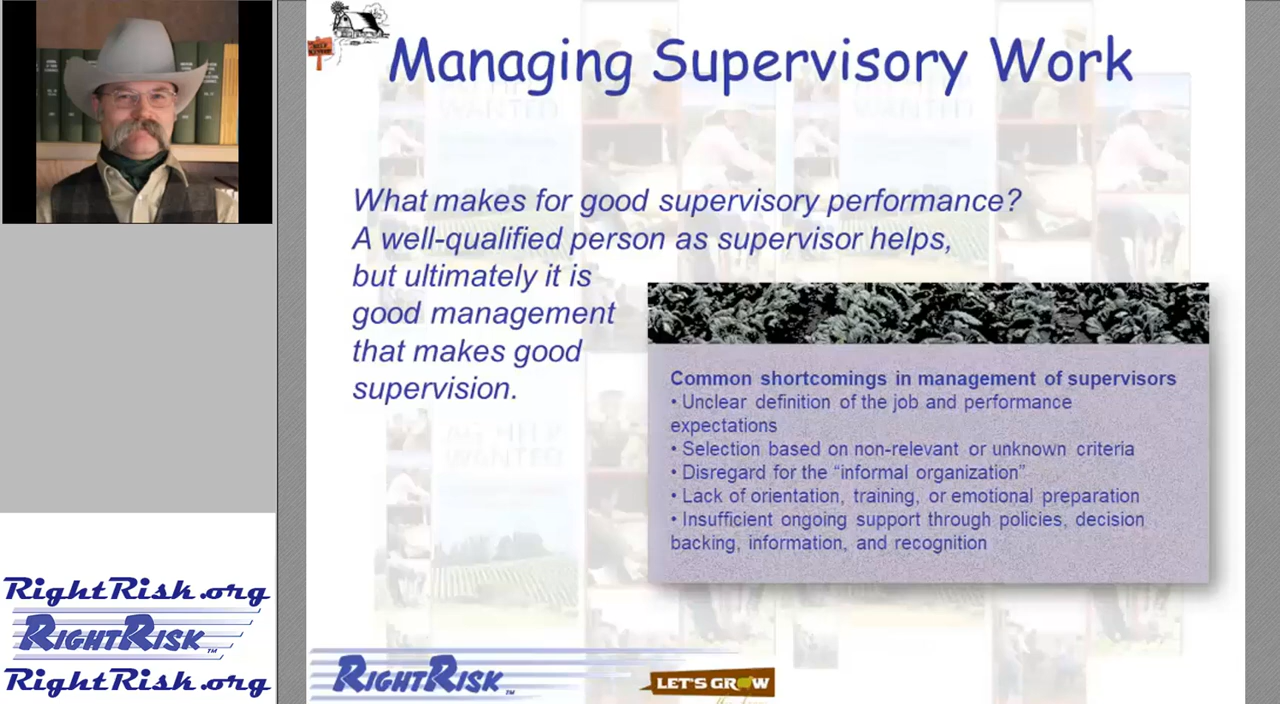 Managing Supervisory Work
What makes for good supervisory performance?
A well-qualified person as supervisor helps,
but ultimately it is
good management
that makes good
supervision.
Common shortcomings in management of supervisors
• Unclear definition of the job and performance
expectations
• Selection based on non-relevant or unknown criteria
• Disregard for the “informal organization”
• Lack of orientation, training, or emotional preparation
• Insufficient ongoing support through policies, decision
backing, information, and recognition
RightRisk.org
RIGHTRISK™
RightRisk.org
RIGHTRISK™
LET'S GROW